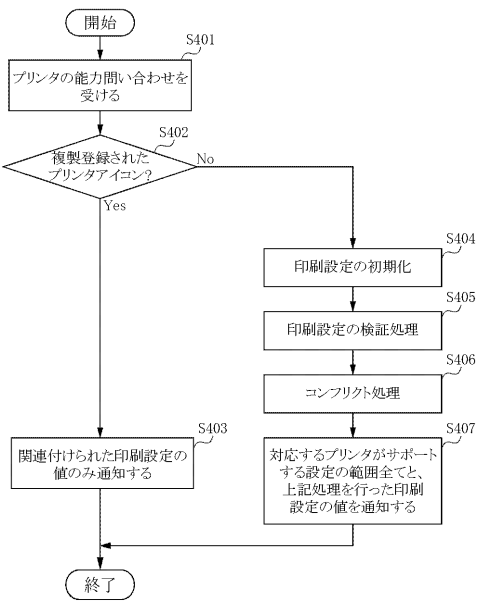 開始
S401
プリンタの能力問い合わせを
受ける
S402
複製登録された
プリンタアイコン?
No
Yes
S404
印刷設定の初期化
S405
印刷設定の検証処理
S406
コンフリクト処理
S403
関連付けられた印刷設定の
値のみ通知する
S407
対応するプリンタがサポート
する設定の範囲全てと、
上記処理を行った印刷
設定の値を通知する
終了